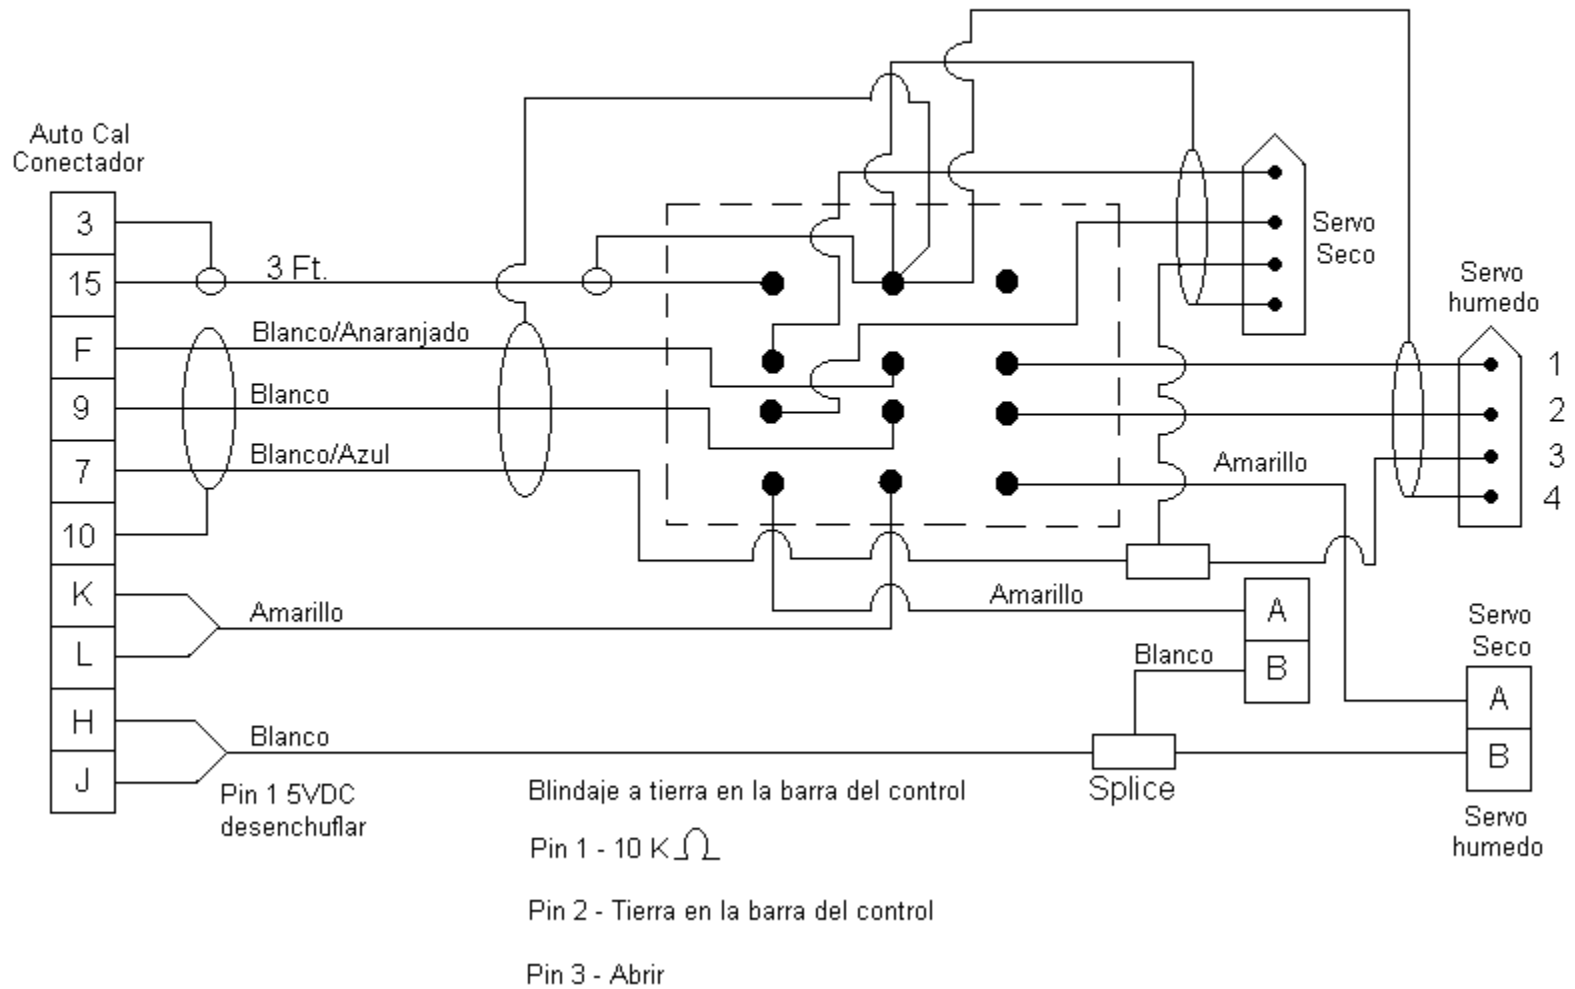 Auto Cal
Conectador
3
15
F
9
7
10
K
L
H
J
3 Ft.
Blanco/Anaranjado
Blanco
Blanco/Azul
Amarillo
Blanco
Pin 1 5VDC
desenchuflar
Servo
Seco
Servo
humedo
1
2
3
4
Amarillo
Amarillo
Blanco
A
B
Splice
Servo
Seco
A
B
Servo
humedo
Blindaje a tierra en la barra del control
Pin 1 - 10 K Ω
Pin 2 - Tierra en la barra del control
Pin 3 - Abrir